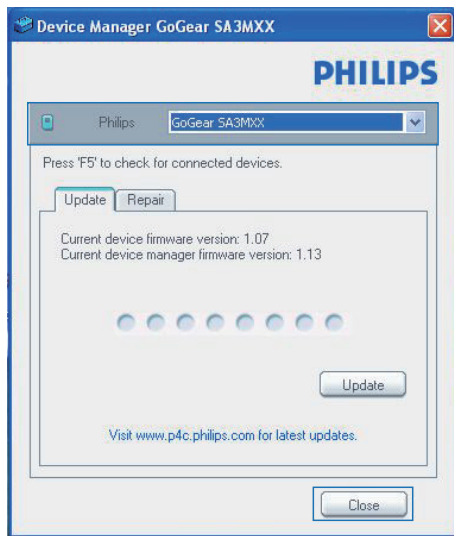 Device Manager GoGear SA3MXX
PHILIPS
Philips GoGear SA3MXX
Press 'F5' to check for connected devices.
Update Repair
Current device firmware version: 1.07
Current device manager firmware version: 1.13
Update
Visit www.p4c.philips.com for latest updates.
Close